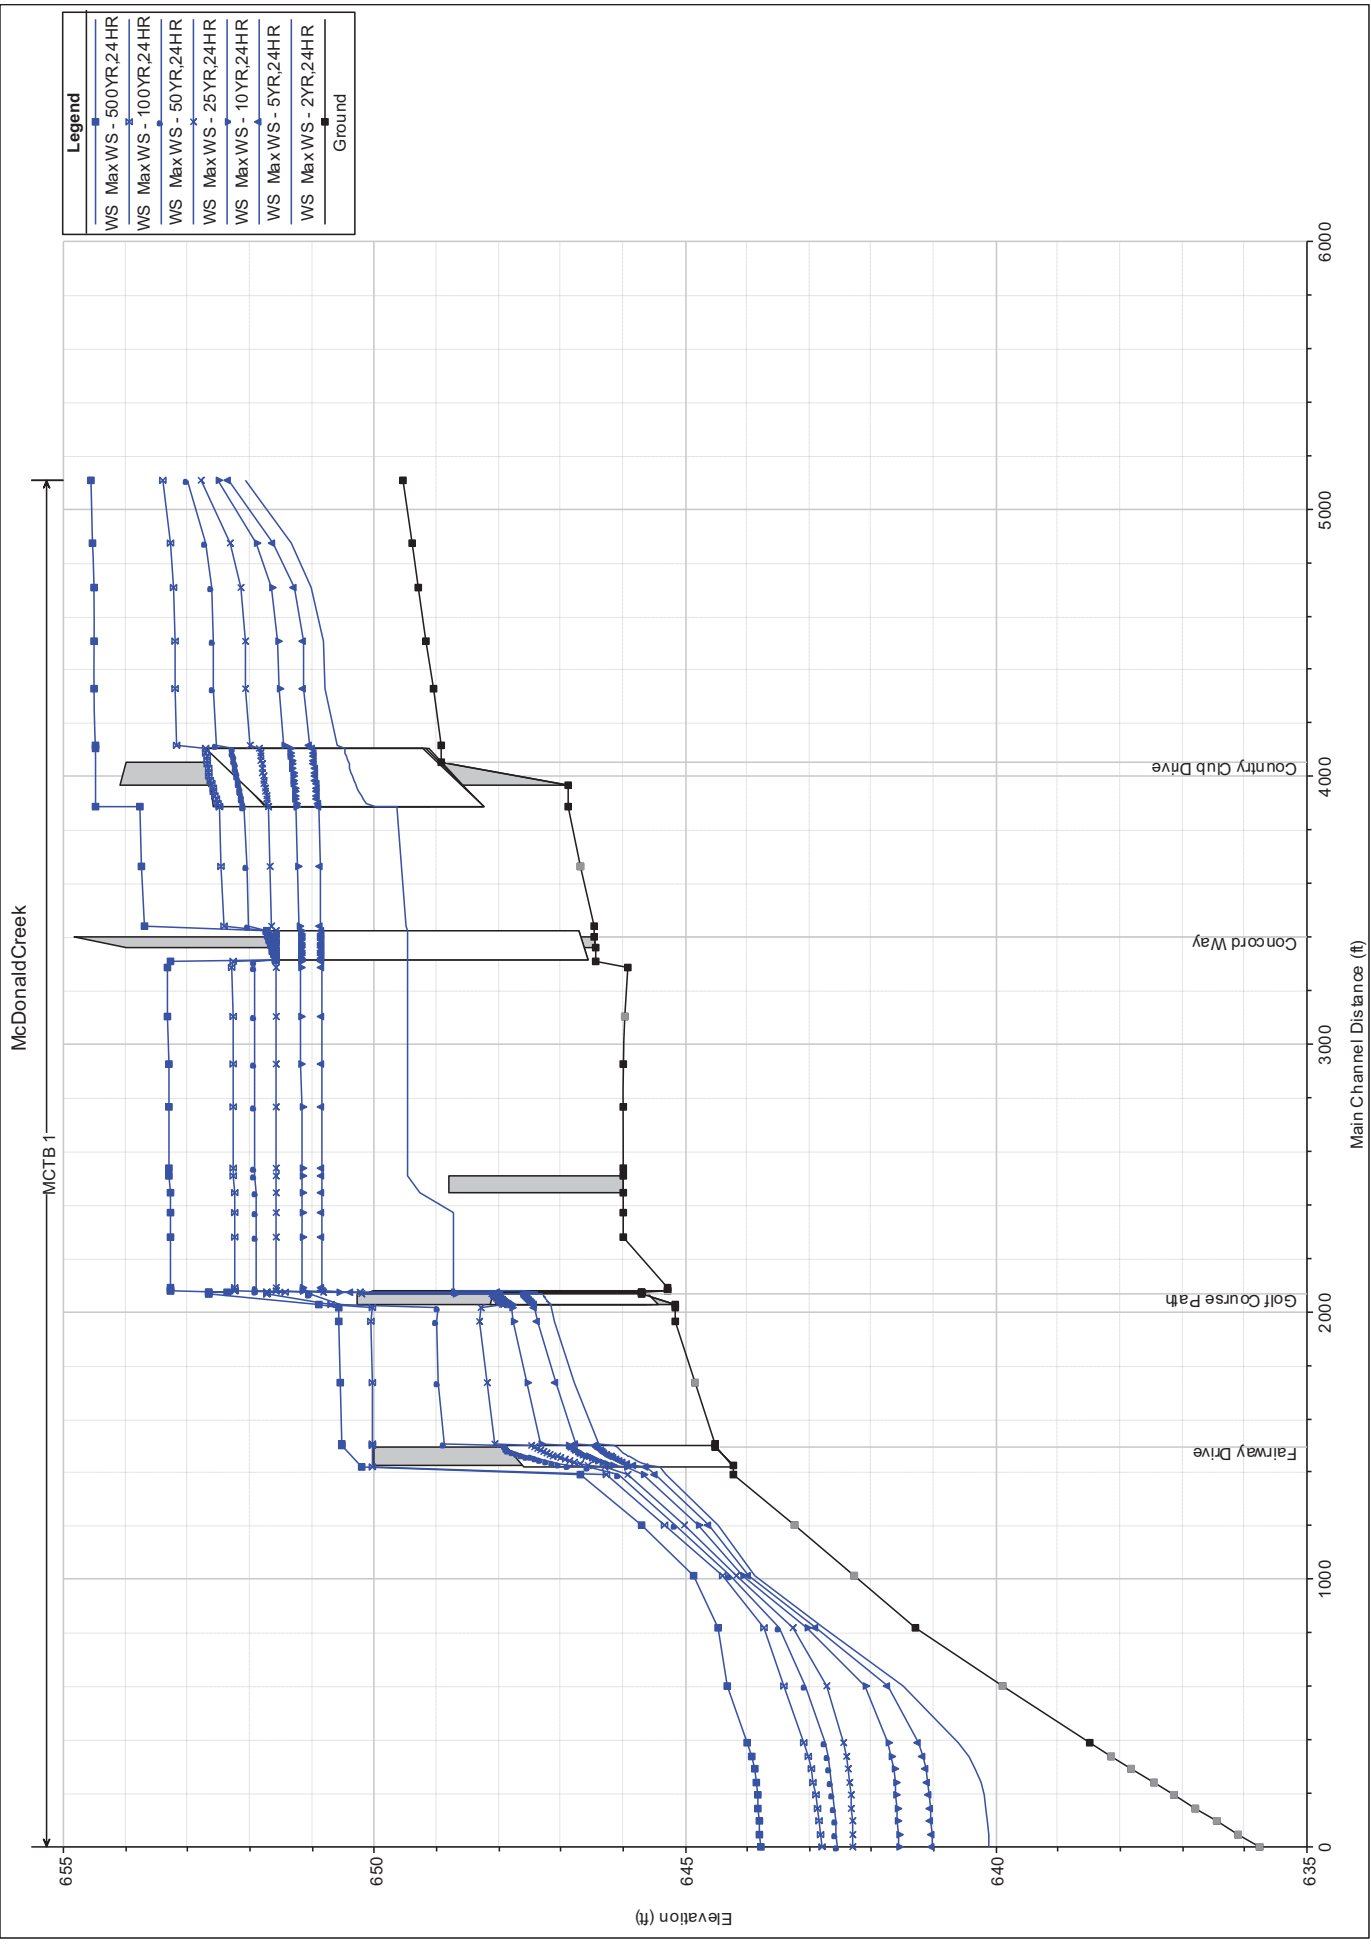 McDonaldCreek
MCTB 1
Legend
WS Max WS - 500YR,24HR
WS Max WS - 100YR,24HR
WS Max WS - 50YR,24HR
WS Max WS - 25YR,24HR
WS Max WS - 10YR,24HR
WS Max WS - 5YR,24HR
WS Max WS - 2YR,24HR
Ground
655
650
645
640
635
Elevation (ft)
0
1000
2000
3000
4000
5000
6000
Main Channel Distance (ft)
Fairway Drive
Golf Course Path
Concord Way
Country Club Drive